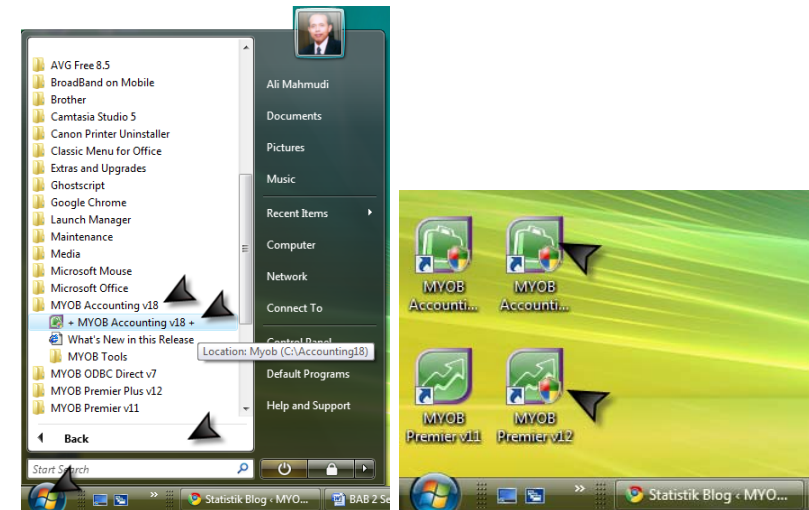 AVG Free 8.5
BroadBand on Mobile
Brother
Camtasia Studio 5
Canon Printer Uninstaller
Classic Menu for Office
Extras and Upgrades
Ghostscript
Google Chrome
Launch Manager
Maintenance
Media
Microsoft Mouse
Microsoft Office
MYOB Accounting v18
+ MYOB Accounting v18 +
What's New in this Release
MYOB Tools
MYOB ODBC Direct v7
MYOB Premier Plus v12
MYOB Premier v11
Back
Start Search
Ali Mahmudi
Documents
Pictures
Music
Recent Items
Computer
Network
Connect To
Control Panel
Location: Myob (C:\Accounting18)
Default Programs
Help and Support
» Statistik Blog ‹ MYO... BAB 2 Se
MYOB Accounti...
MYOB Accounti...
MYOB Premier v11
MYOB Premier v12
» Statistik Blog ‹ MYO...